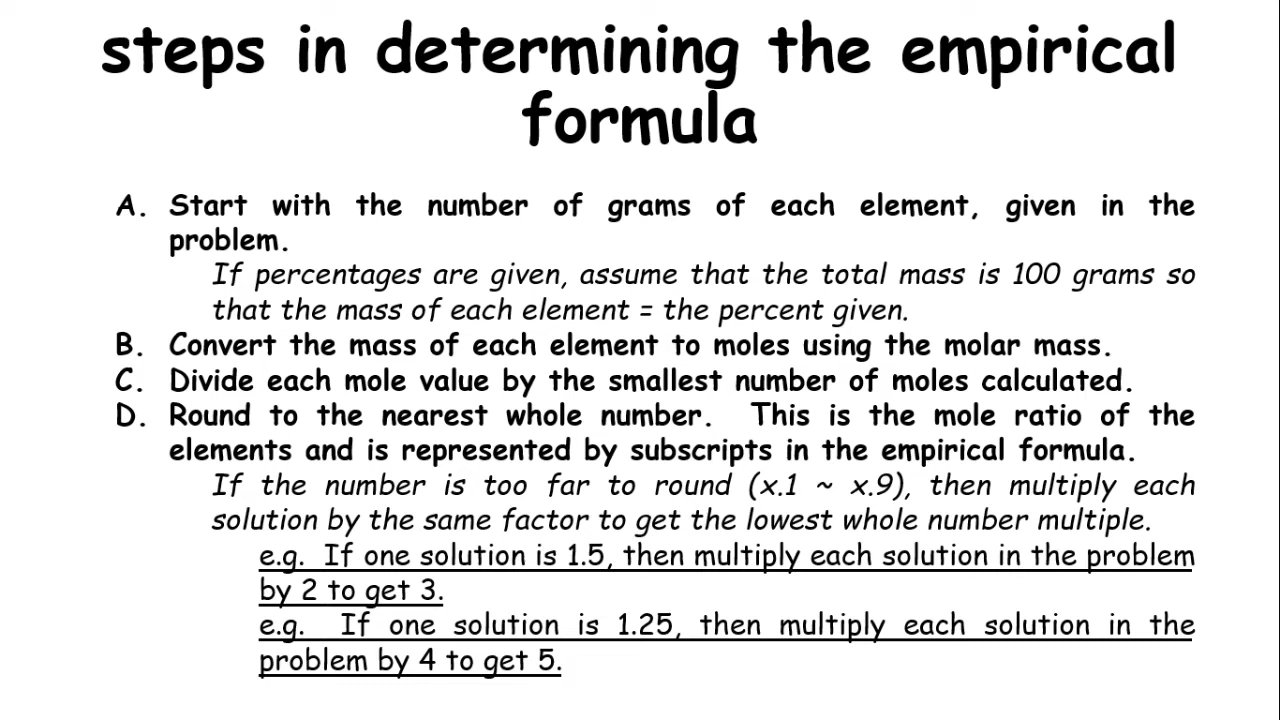 steps in determining the empirical
formula
A. Start with the number of grams of each element, given in the
problem.
If percentages are given, assume that the total mass is 100 grams so
that the mass of each element = the percent given.
B. Convert the mass of each element to moles using the molar mass.
C. Divide each mole value by the smallest number of moles calculated.
D. Round to the nearest whole number. This is the mole ratio of the
elements and is represented by subscripts in the empirical formula.
If the number is too far to round (x.1 ~ x.9), then multiply each
solution by the same factor to get the lowest whole number multiple.
e.g. If one solution is 1.5, then multiply each solution in the problem
by 2 to get 3.
e.g. If one solution is 1.25, then multiply each solution in the
problem by 4 to get 5.